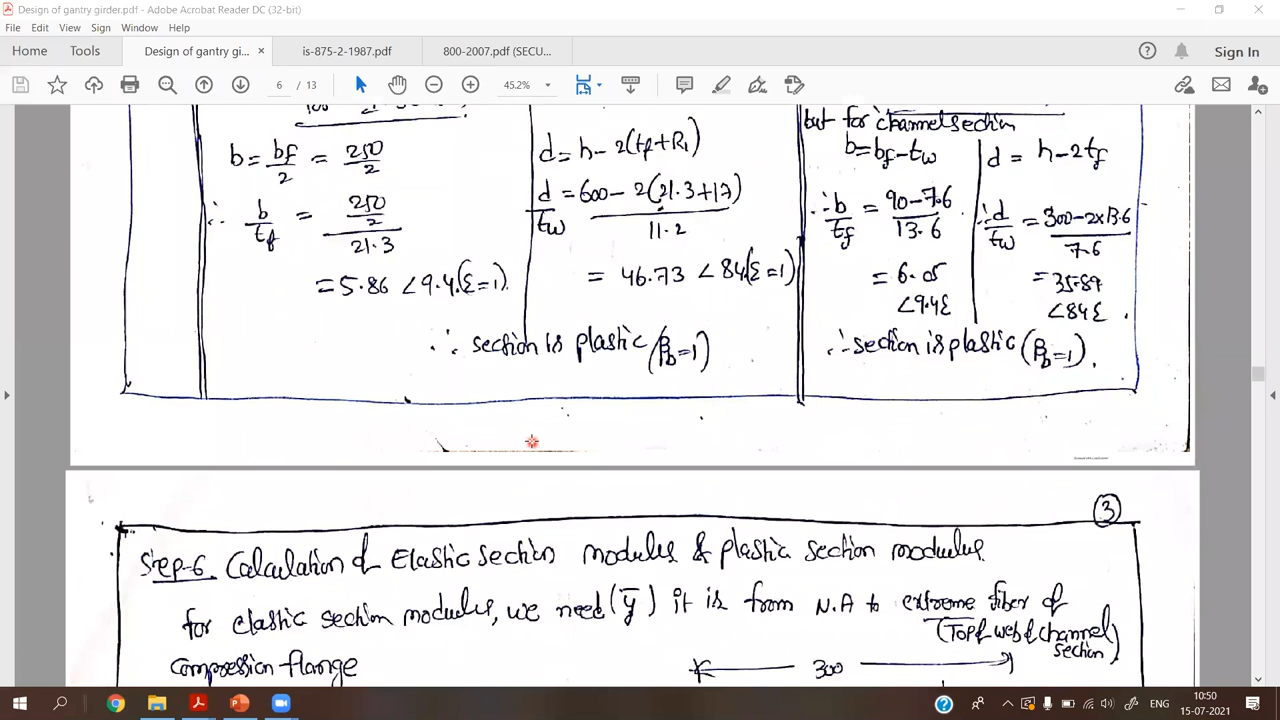 Design of gantry girder.pdf - Adobe Acrobat Reader DC (32-bit)
File Edit View Sign Window Help
Home Tools Design of gantry gi... × is-875-2-1987.pdf 800-2007.pdf (SECU... Sign In
6 / 13 45.2%
but for channel section
b = bf/2 = 250/2
∴ b/tf = (250/2)/21.3
= 5.86 < 9.4 (ε=1).
d = h - 2(tf+R1)
d/tw = (600 - 2(21.3+17))/11.2
= 46.73 < 84 (ε=1)
∴ section is plastic (βb=1)
b = bf - tw
∴ b/tf = (90-7.6)/13.6
= 6.05
< 9.4ε
d = h - 2tf
∴ d/tw = (300-2x13.6)/7.6
= 35.89
< 84ε.
∴ section is plastic (βb=1).
3
Step-6. Calculation of Elastic section modulus & plastic section modulus.
for elastic section modulus, we need (y̅) it is from N.A to extreme fiber of
(Top of web of channel section)
compression flange
300
ENG
10:50
15-07-2021